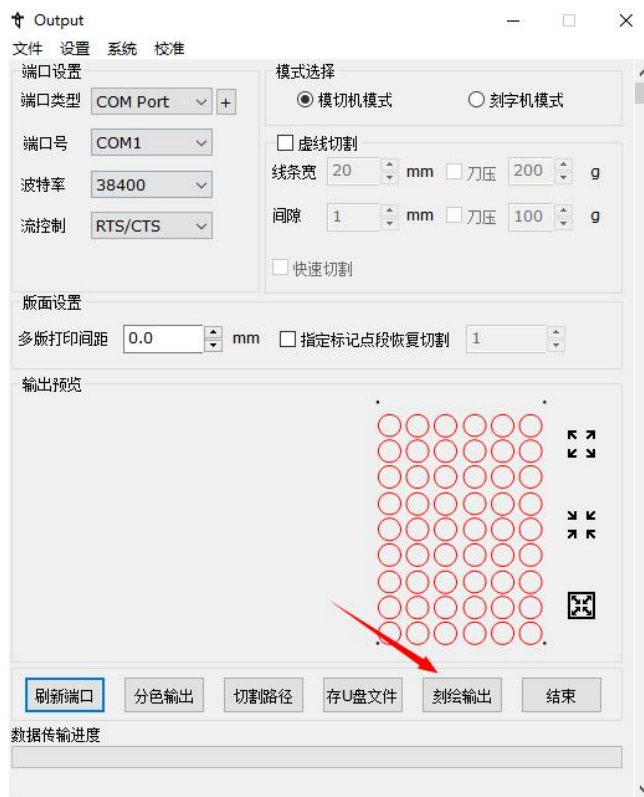 Output
文件 设置 系统 校准
端口设置
端口类型 COM Port +
端口号 COM1
波特率 38400
流控制 RTS/CTS
模式选择
模切机模式 刻字机模式
虚线切割
线条宽 20 mm 刀压 200 g
间隙 1 mm 刀压 100 g
快速切割
版面设置
多版打印间距 0.0 mm 指定标记点段恢复切割 1
输出预览
刷新端口 分色输出 切割路径 存U盘文件 刻绘输出 结束
数据传输进度